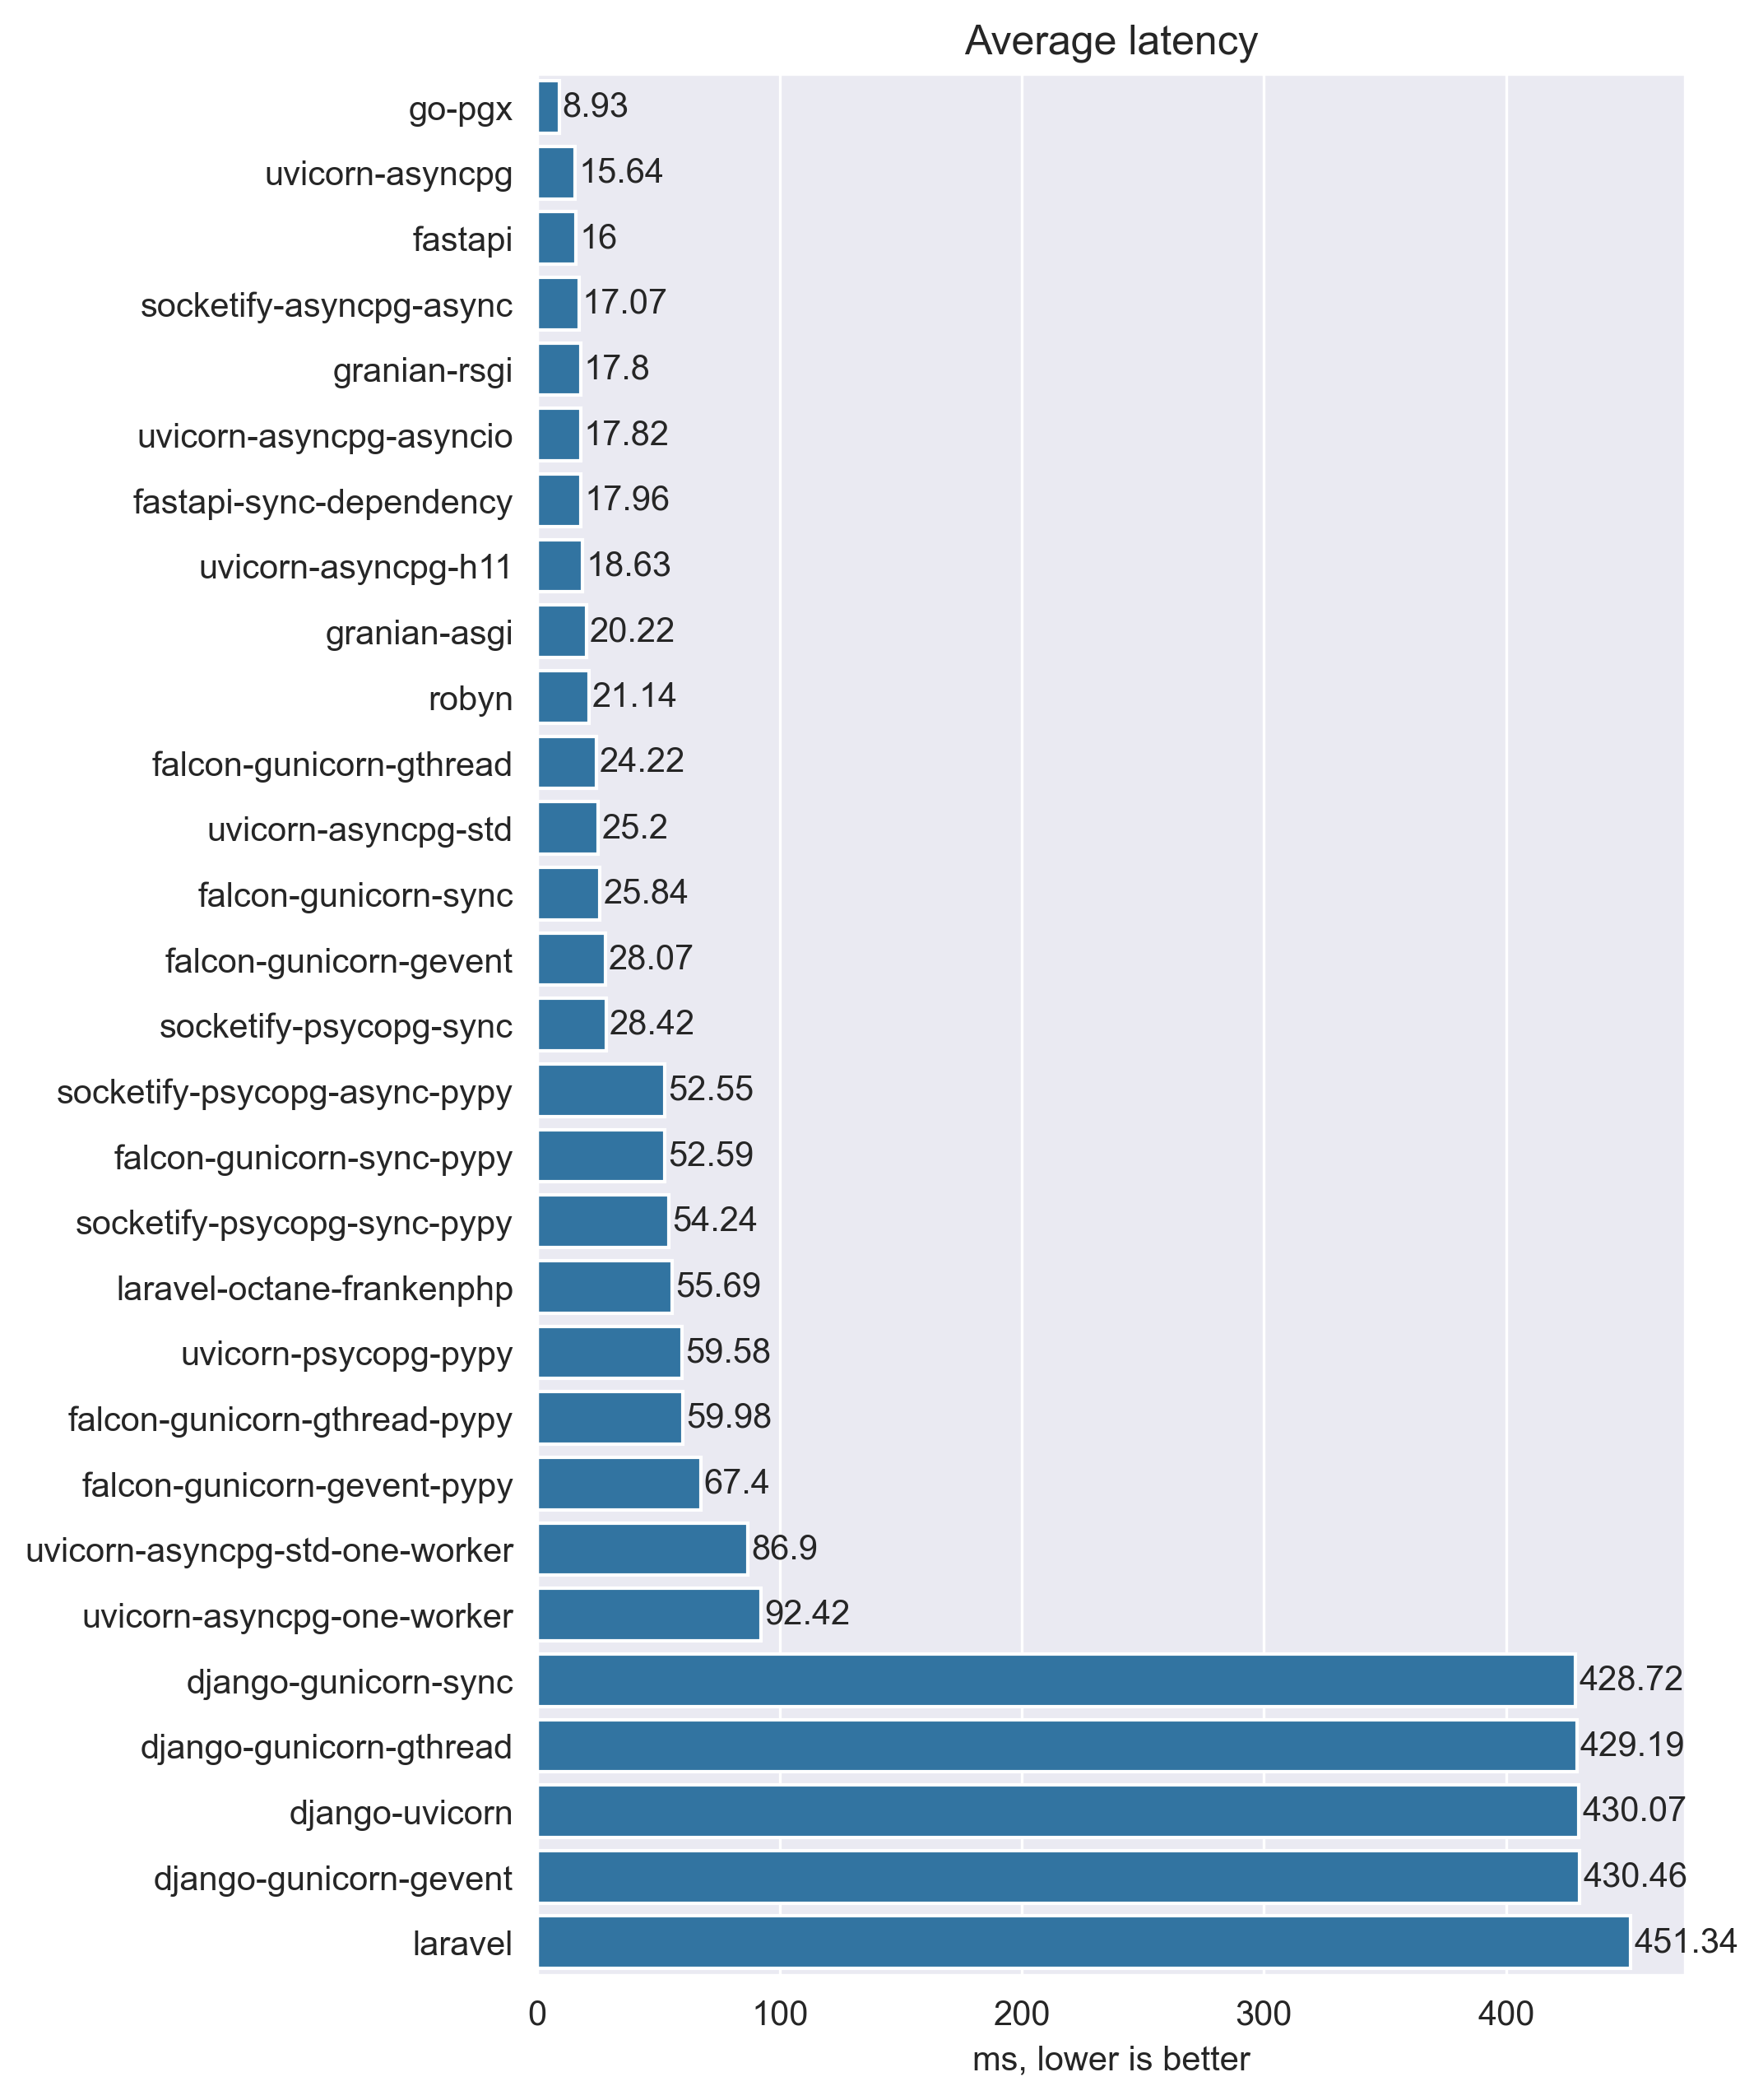 Average latency
go-pgx 8.93
uvicorn-asyncpg 15.64
fastapi 16
socketify-asyncpg-async 17.07
granian-rsgi 17.8
uvicorn-asyncpg-asyncio 17.82
fastapi-sync-dependency 17.96
uvicorn-asyncpg-h11 18.63
granian-asgi 20.22
robyn 21.14
falcon-gunicorn-gthread 24.22
uvicorn-asyncpg-std 25.2
falcon-gunicorn-sync 25.84
falcon-gunicorn-gevent 28.07
socketify-psycopg-sync 28.42
socketify-psycopg-async-pypy 52.55
falcon-gunicorn-sync-pypy 52.59
socketify-psycopg-sync-pypy 54.24
laravel-octane-frankenphp 55.69
uvicorn-psycopg-pypy 59.58
falcon-gunicorn-gthread-pypy 59.98
falcon-gunicorn-gevent-pypy 67.4
uvicorn-asyncpg-std-one-worker 86.9
uvicorn-asyncpg-one-worker 92.42
django-gunicorn-sync 428.72
django-gunicorn-gthread 429.19
django-uvicorn 430.07
django-gunicorn-gevent 430.46
laravel 451.34
0 100 200 300 400
ms, lower is better